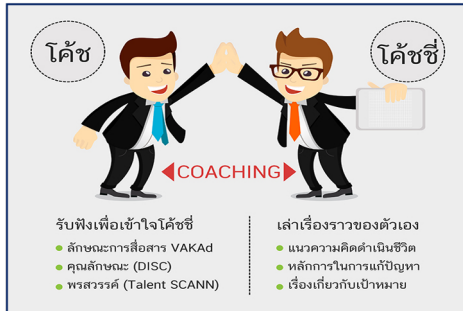 โค้ช
โค้ชชี่
COACHING
รับฟังเพื่อเข้าใจโค้ชชี่
ลักษณะการสื่อสาร VAKAd
คุณลักษณะ (DISC)
พรสวรรค์ (Talent SCANN)
เล่าเรื่องราวของตัวเอง
แนวความคิดดำเนินชีวิต
หลักการในการแก้ปัญหา
เรื่องเกี่ยวกับเป้าหมาย